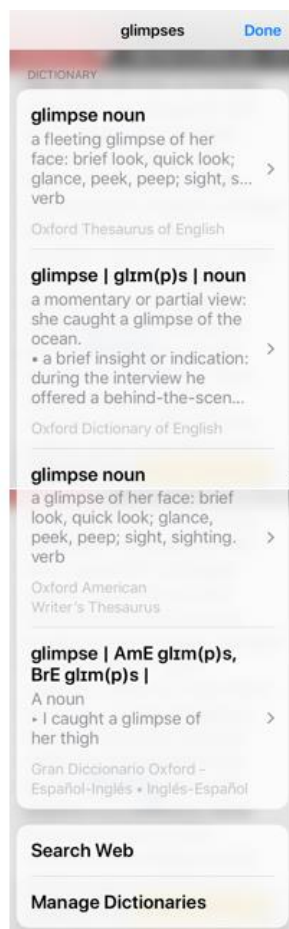 glimpses
Done
DICTIONARY
glimpse noun
a fleeting glimpse of her
face: brief look, quick look;
glance, peek, peep; sight, s...
verb
Oxford Thesaurus of English
glimpse | glɪm(p)s | noun
a momentary or partial view:
she caught a glimpse of the
ocean.
• a brief insight or indication:
during the interview he
offered a behind-the-scen...
Oxford Dictionary of English
glimpse noun
a glimpse of her face: brief
look, quick look; glance,
peek, peep; sight, sighting.
verb
Oxford American
Writer's Thesaurus
glimpse | AmE glɪm(p)s,
BrE glɪm(p)s |
A noun
▸ I caught a glimpse of
her thigh
Gran Diccionario Oxford -
Español-Inglés • Inglés-Español
Search Web
Manage Dictionaries